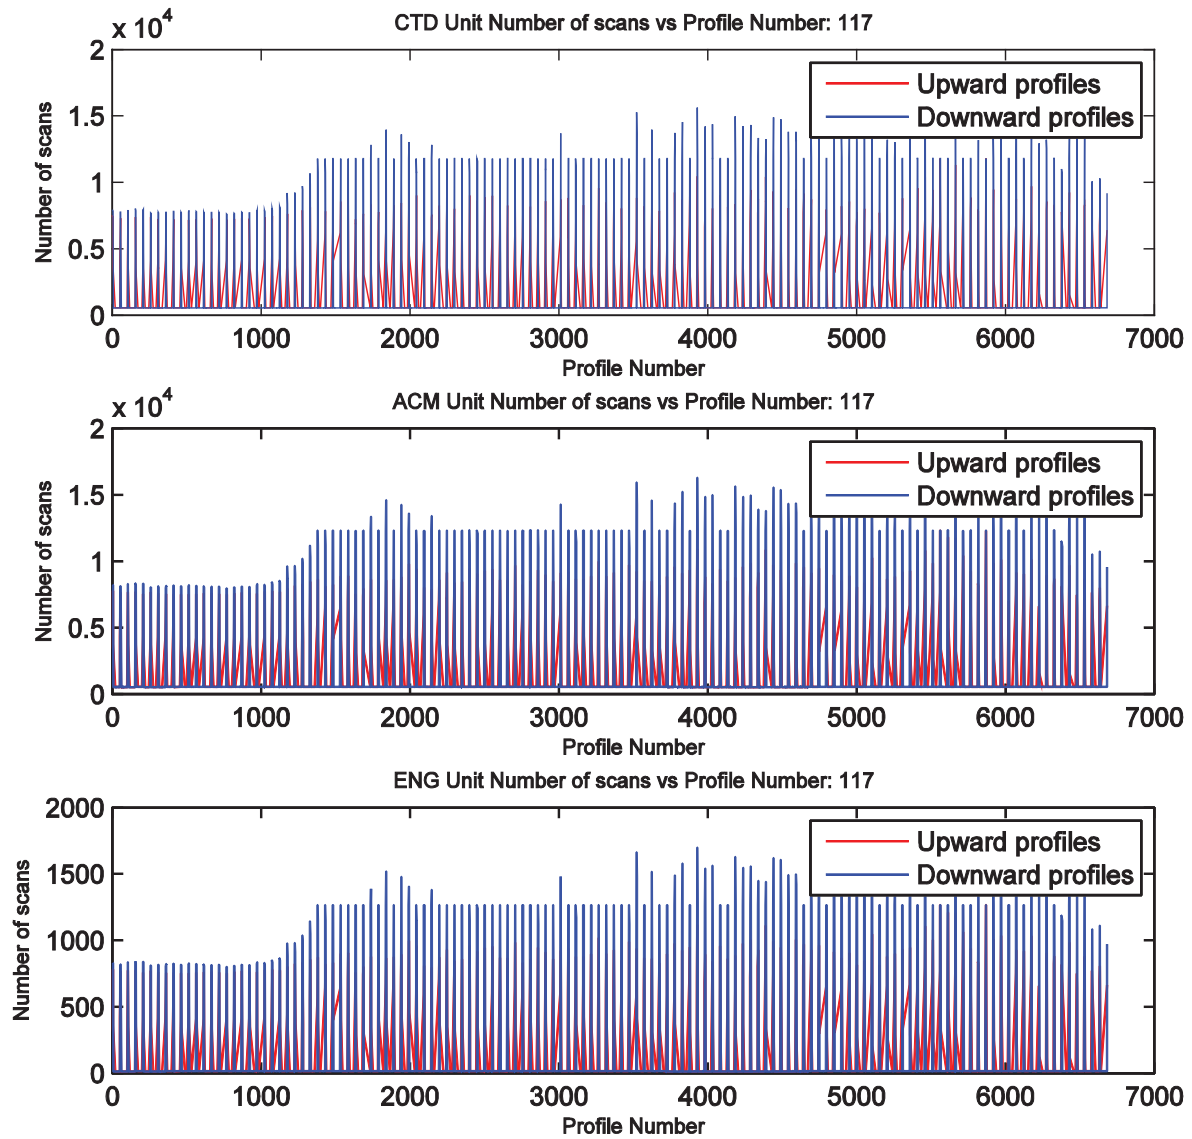 CTD Unit Number of scans vs Profile Number: 117
x 10^4
2
1.5
1
0.5
0
Number of scans
Upward profiles
Downward profiles
0 1000 2000 3000 4000 5000 6000 7000
Profile Number
ACM Unit Number of scans vs Profile Number: 117
x 10^4
2
1.5
1
0.5
0
Number of scans
Upward profiles
Downward profiles
0 1000 2000 3000 4000 5000 6000 7000
Profile Number
ENG Unit Number of scans vs Profile Number: 117
2000
1500
1000
500
0
Number of scans
Upward profiles
Downward profiles
0 1000 2000 3000 4000 5000 6000 7000
Profile Number